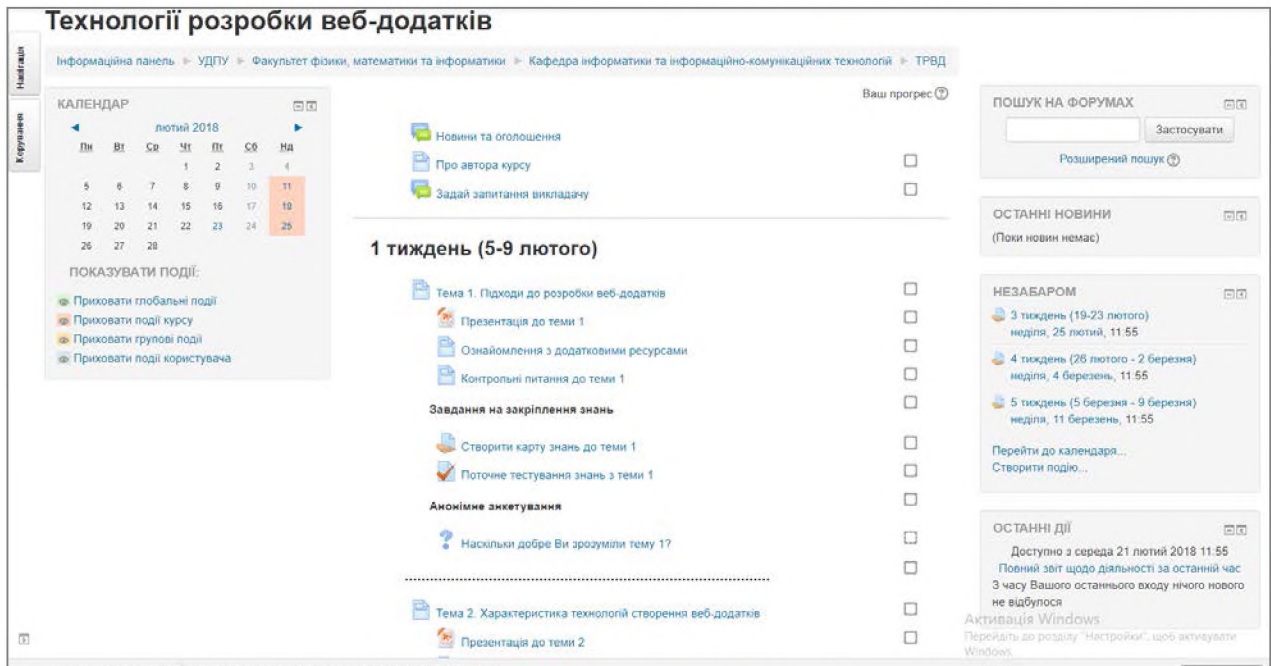 Технології розробки веб-додатків
Навігація
Керування
Інформаційна панель ► УДПУ ► Факультет фізики, математики та інформатики ► Кафедра інформатики та інформаційно-комунікаційних технологій ► ТРВД
КАЛЕНДАР
◄ лютий 2018 ►
Пн Вт Ср Чт Пт Сб Нд
1 2 3 4
5 6 7 8 9 10 11
12 13 14 15 16 17 18
19 20 21 22 23 24 25
26 27 28
ПОКАЗУВАТИ ПОДІЇ:
Приховати глобальні події
Приховати події курсу
Приховати групові події
Приховати події користувача
Ваш прогрес
Новини та оголошення
Про автора курсу
Задай запитання викладачу
1 тиждень (5-9 лютого)
Тема 1. Підходи до розробки веб-додатків
Презентація до теми 1
Ознайомлення з додатковими ресурсами
Контрольні питання до теми 1
Завдання на закріплення знань
Створити карту знань до теми 1
Поточне тестування знань з теми 1
Анонімне анкетування
Наскільки добре Ви зрозуміли тему 1?
Тема 2. Характеристика технологій створення веб-додатків
Презентація до теми 2
ПОШУК НА ФОРУМАХ
Застосувати
Розширений пошук
ОСТАННІ НОВИНИ
(Поки новин немає)
НЕЗАБАРОМ
3 тиждень (19-23 лютого)
неділя, 25 лютий, 11:55
4 тиждень (26 лютого - 2 березня)
неділя, 4 березень, 11:55
5 тиждень (5 березня - 9 березня)
неділя, 11 березень, 11:55
Перейти до календаря...
Створити подію...
ОСТАННІ ДІЇ
Доступно з середа 21 лютий 2018 11:55
Повний звіт щодо діяльності за останній час
З часу Вашого останнього входу нічого нового
не відбулося
Активація Windows
Перейдіть до розділу "Настройки", щоб активувати
Windows.